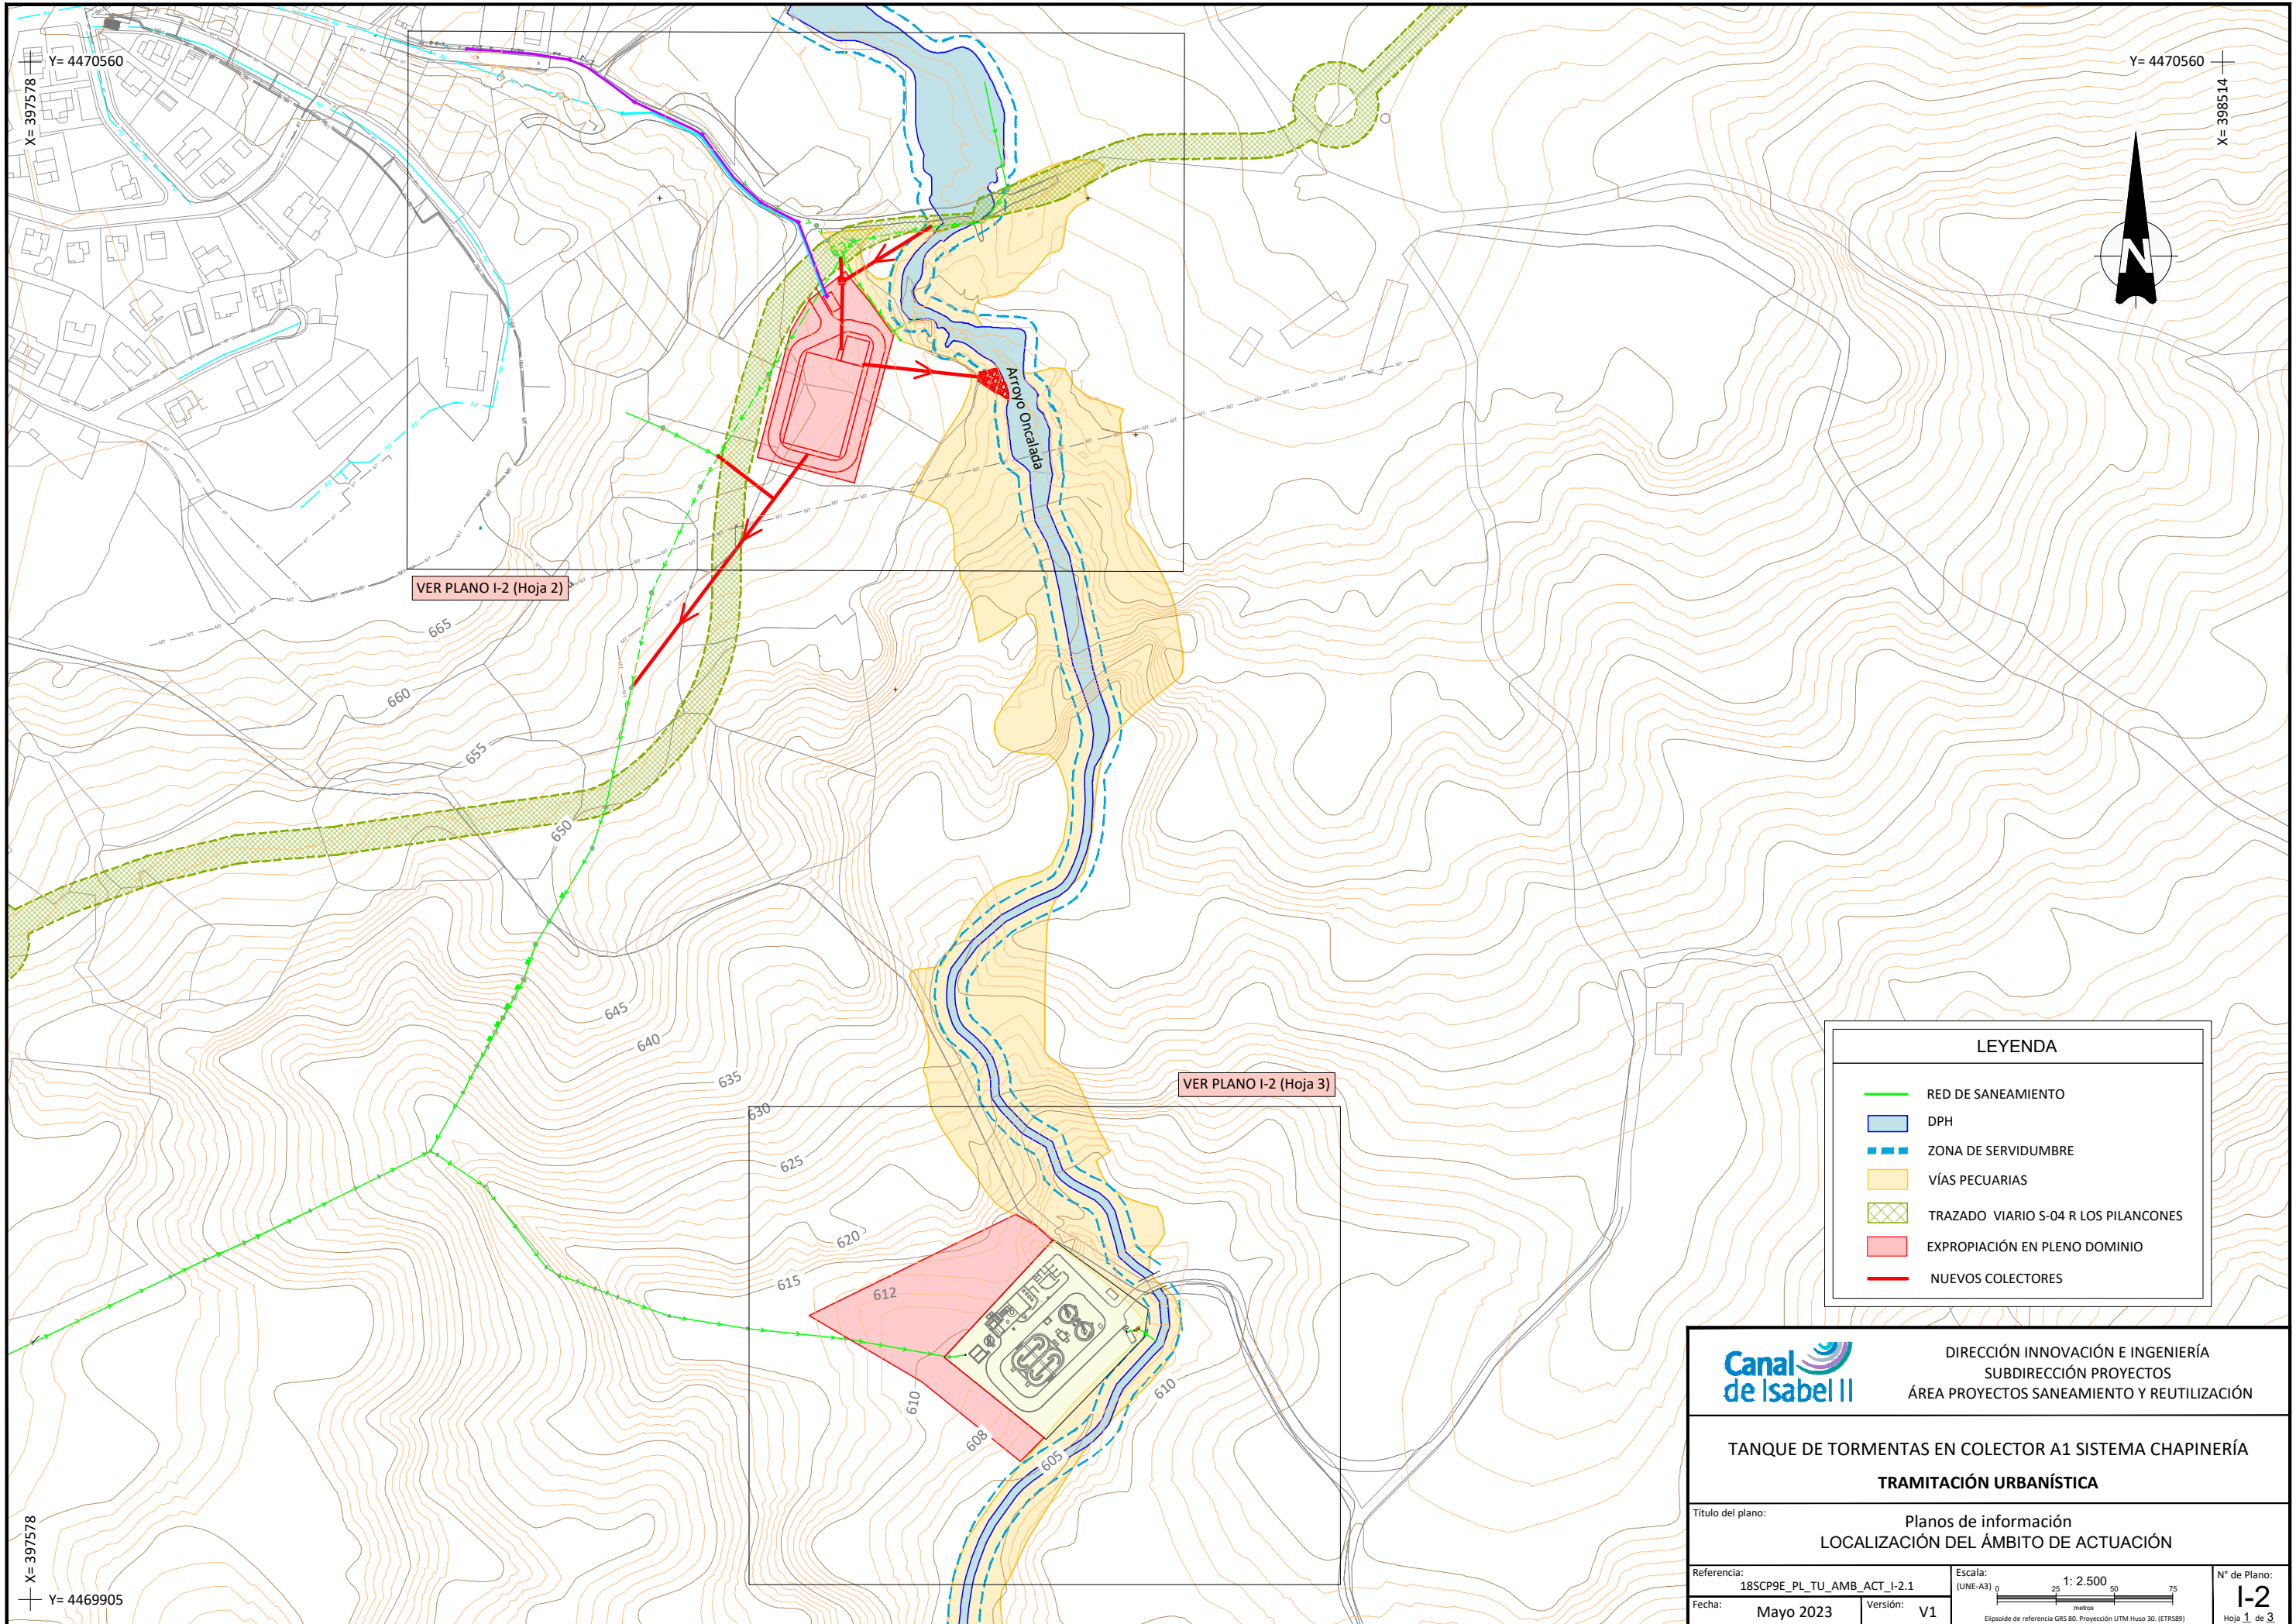 Y= 4470560
X= 397578
Y= 4470560
X= 398514
N
Arroyo Oncalada
VER PLANO I-2 (Hoja 2)
665
660
655
650
645
640
635
630
VER PLANO I-2 (Hoja 3)
625
620
615
612
610
608
605
610
LEYENDA
RED DE SANEAMIENTO
DPH
ZONA DE SERVIDUMBRE
VÍAS PECUARIAS
TRAZADO VIARIO S-04 R LOS PILANCONES
EXPROPIACIÓN EN PLENO DOMINIO
NUEVOS COLECTORES
Canal de Isabel II
DIRECCIÓN INNOVACIÓN E INGENIERÍA
SUBDIRECCIÓN PROYECTOS
ÁREA PROYECTOS SANEAMIENTO Y REUTILIZACIÓN
TANQUE DE TORMENTAS EN COLECTOR A1 SISTEMA CHAPINERÍA
TRAMITACIÓN URBANÍSTICA
Título del plano:
Planos de información
LOCALIZACIÓN DEL ÁMBITO DE ACTUACIÓN
Referencia:
18SCP9E_PL_TU_AMB_ACT_I-2.1
Escala:
(UNE-A3)
1: 2.500
0 25 50 75
metros
Elipsoide de referencia GRS 80. Proyección UTM Huso 30. (ETRS89)
N° de Plano:
I-2
Hoja 1 de 3
Fecha:
Mayo 2023
Versión:
V1
X= 397578
Y= 4469905